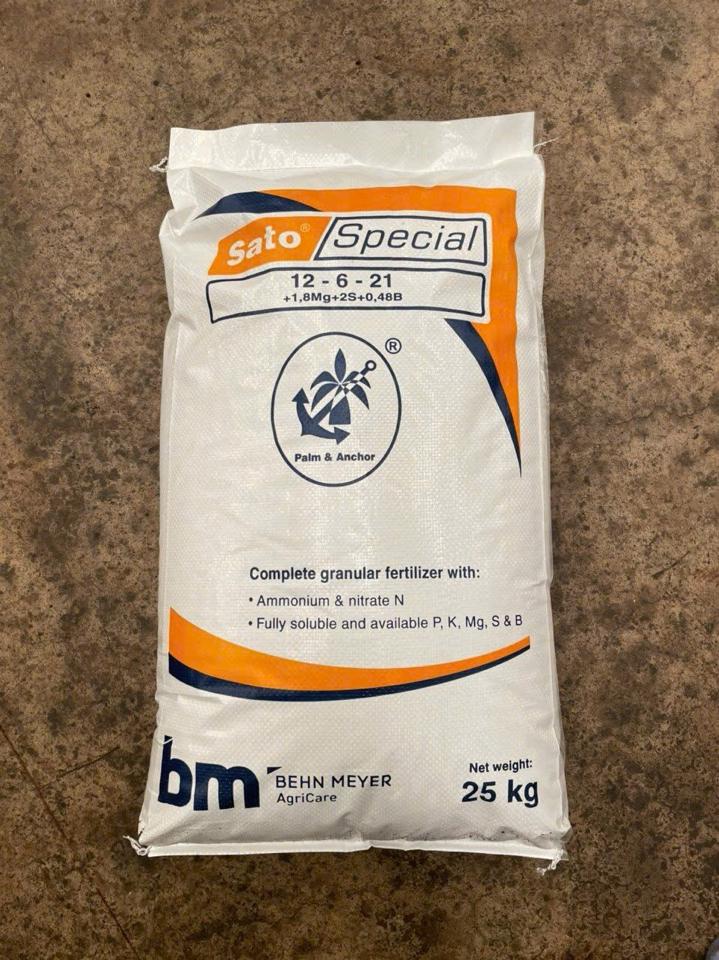 Sato® Special
12 - 6 - 21
+1,8Mg+2S+0,48B
®
Palm & Anchor
Complete granular fertilizer with:
• Ammonium & nitrate N
• Fully soluble and available P, K, Mg, S & B
bm BEHN MEYER
AgriCare
Net weight:
25 kg